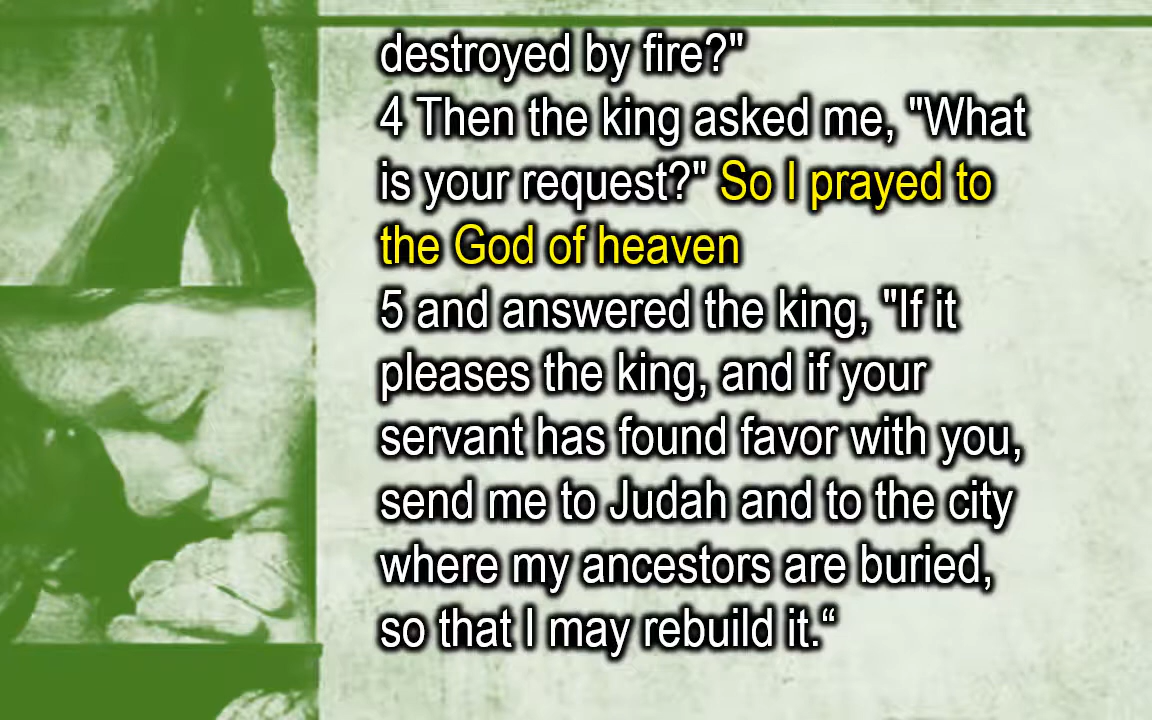 destroyed by fire?"
4 Then the king asked me, "What
is your request?" So I prayed to
the God of heaven
5 and answered the king, "If it
pleases the king, and if your
servant has found favor with you,
send me to Judah and to the city
where my ancestors are buried,
so that I may rebuild it.“